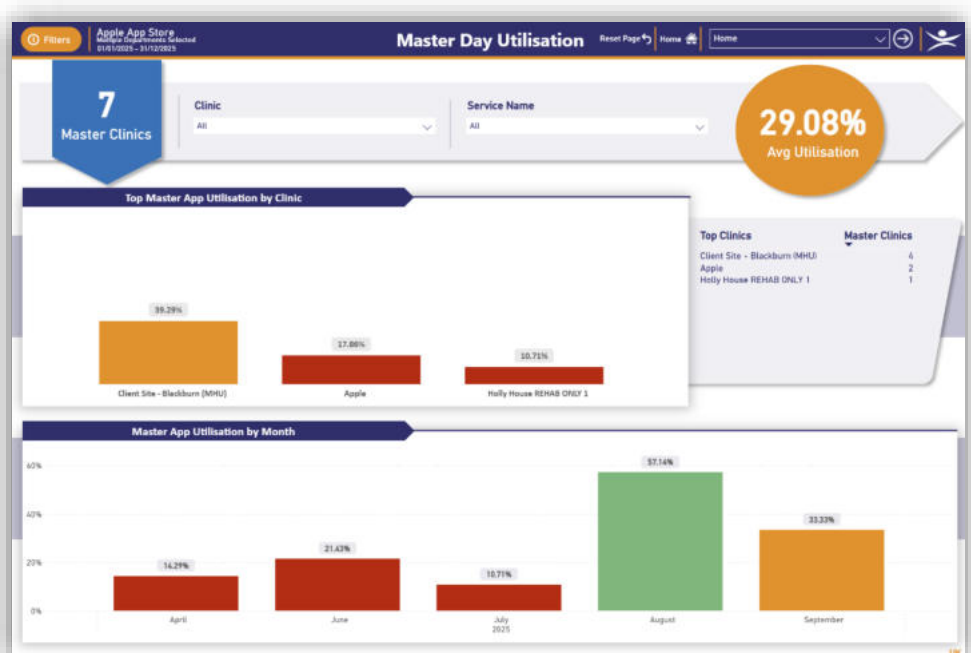 Filters
Apple App Store
Multiple Departments Selected
01/01/2025 - 31/12/2025
Master Day Utilisation
Reset Page
Home
Home
7
Master Clinics
Clinic
All
Service Name
All
29.08%
Avg Utilisation
Top Master App Utilisation by Clinic
39.29%
17.86%
10.71%
Client Site - Blackburn (MHU)
Apple
Holly House REHAB ONLY 1
Top Clinics Master Clinics
Client Site - Blackburn (MHU) 4
Apple 2
Holly House REHAB ONLY 1 1
Master App Utilisation by Month
60%
40%
20%
0%
14.29%
21.43%
10.71%
57.14%
33.33%
April
June
July
August
September
2025